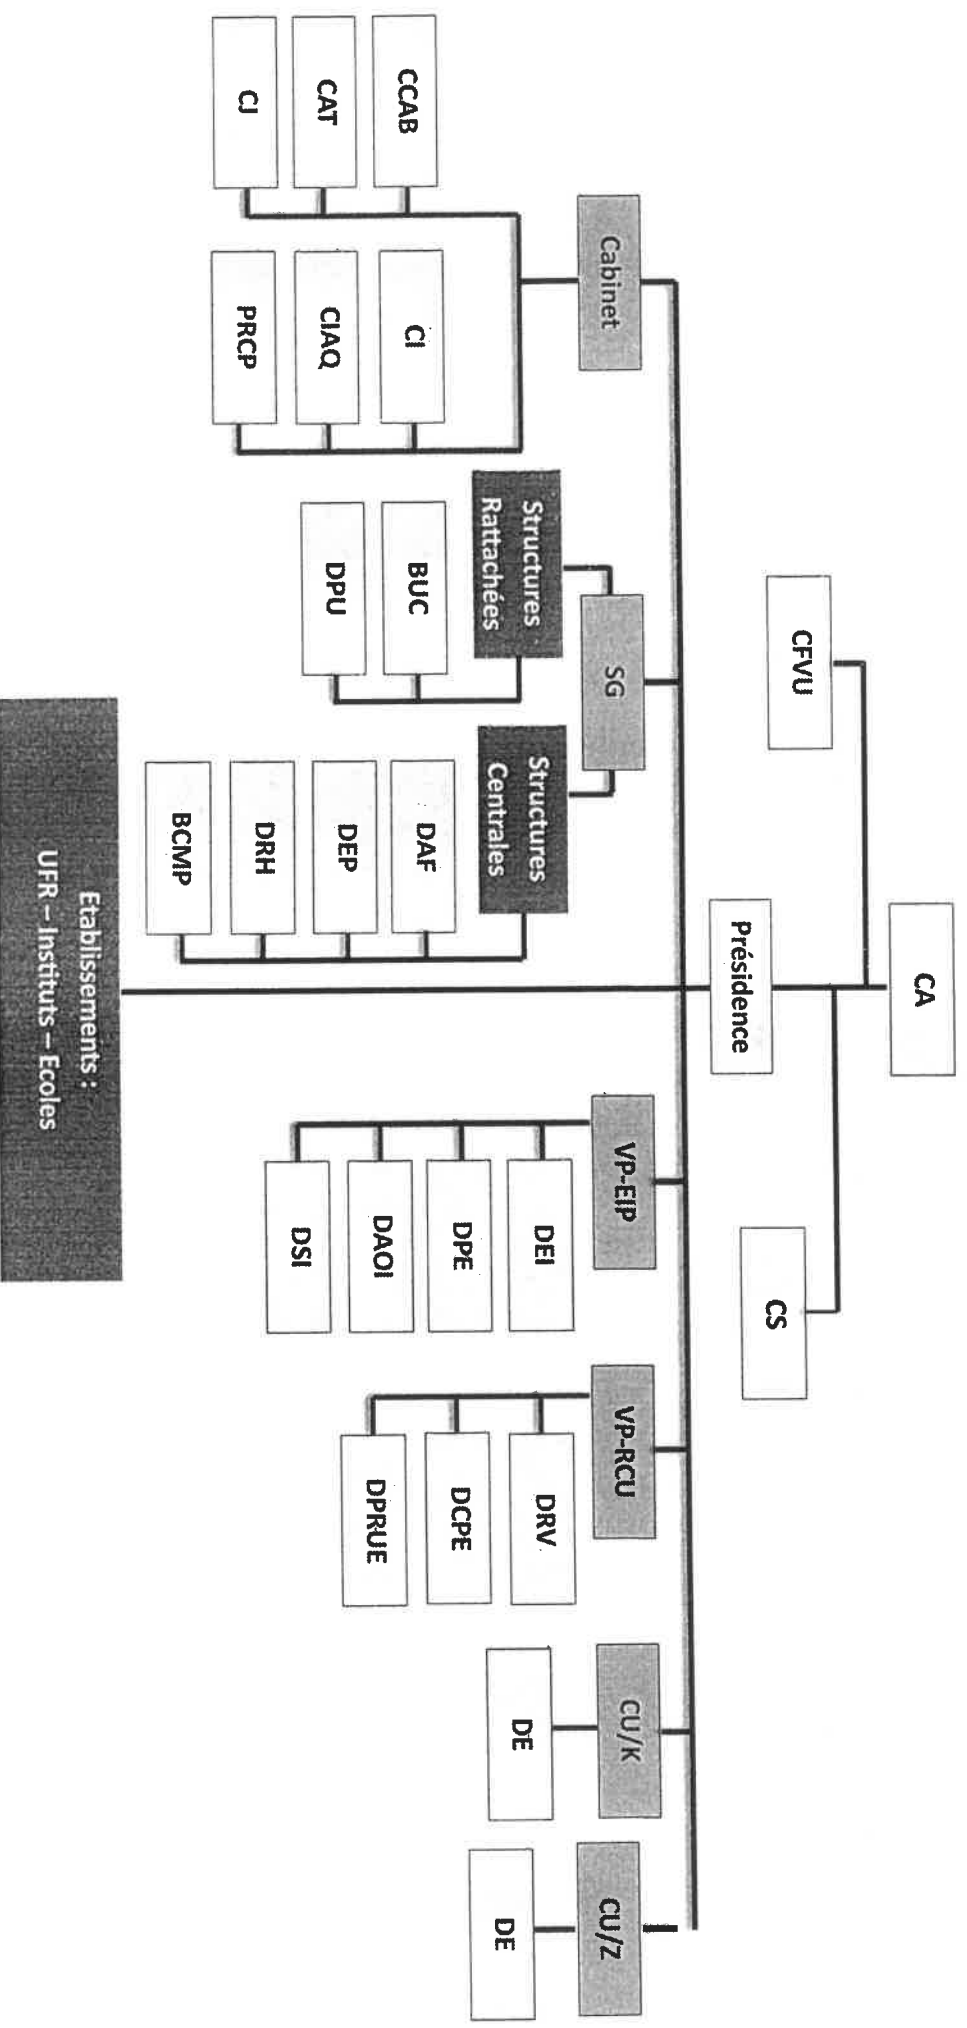 CA
CFVU
CS
Présidence
Cabinet
SG
VP-EIP
VP-RCU
CU/K
CU/Z
CCAB
CAT
CJ
CI
CIAQ
PRCP
Structures
Rattachées
BUC
DPU
Structures
Centrales
DAF
DEP
DRH
BCMP
DEI
DPE
DAOI
DSI
DRV
DCPE
DPRUE
DE
DE
Etablissements :
UFR – Instituts – Ecoles